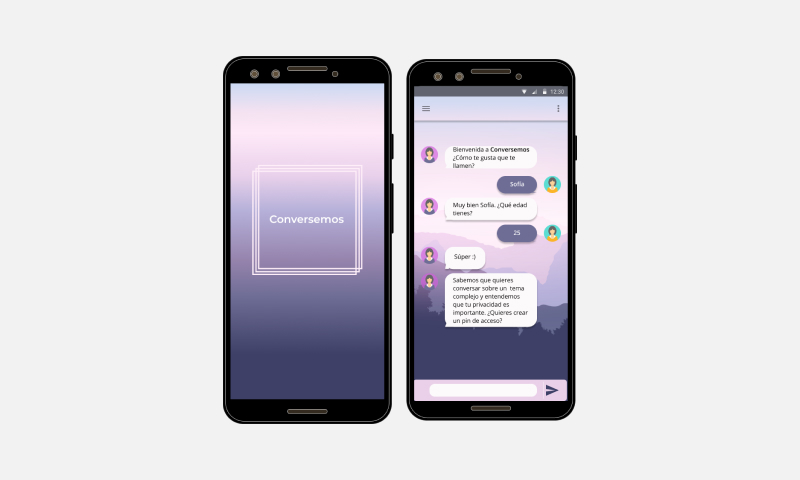 Conversemos
12:30
Bienvenida a Conversemos
¿Cómo te gusta que te
llamen?
Sofía
Muy bien Sofía. ¿Qué edad
tienes?
25
Súper :)
Sabemos que quieres
conversar sobre un tema
complejo y entendemos
que tu privacidad es
importante. ¿Quieres crear
un pin de acceso?